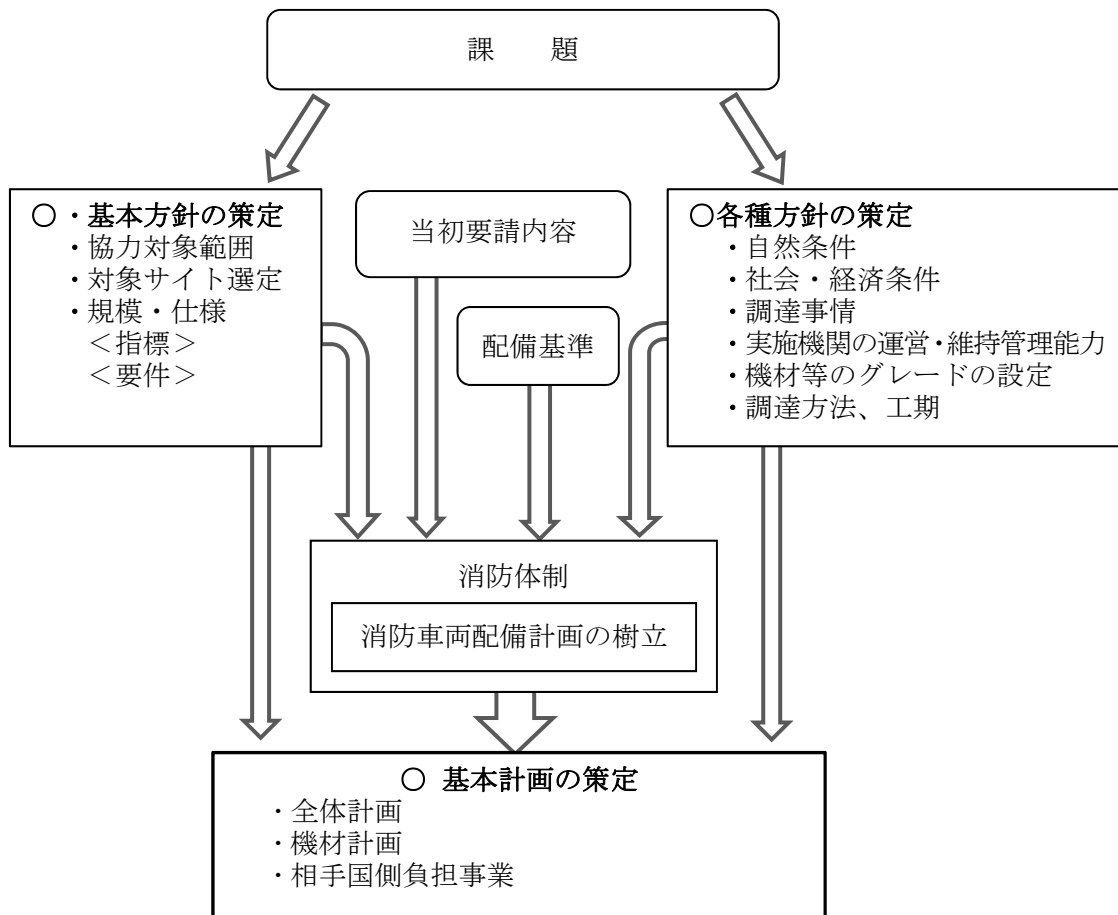 課　　題
○・基本方針の策定
・協力対象範囲
・対象サイト選定
・規模・仕様
＜指標＞
＜要件＞
当初要請内容
配備基準
○各種方針の策定
・自然条件
・社会・経済条件
・調達事情
・実施機関の運営・維持管理能力
・機材等のグレードの設定
・調達方法、工期
消防体制
消防車両配備計画の樹立
○ 基本計画の策定
・全体計画
・機材計画
・相手国側負担事業